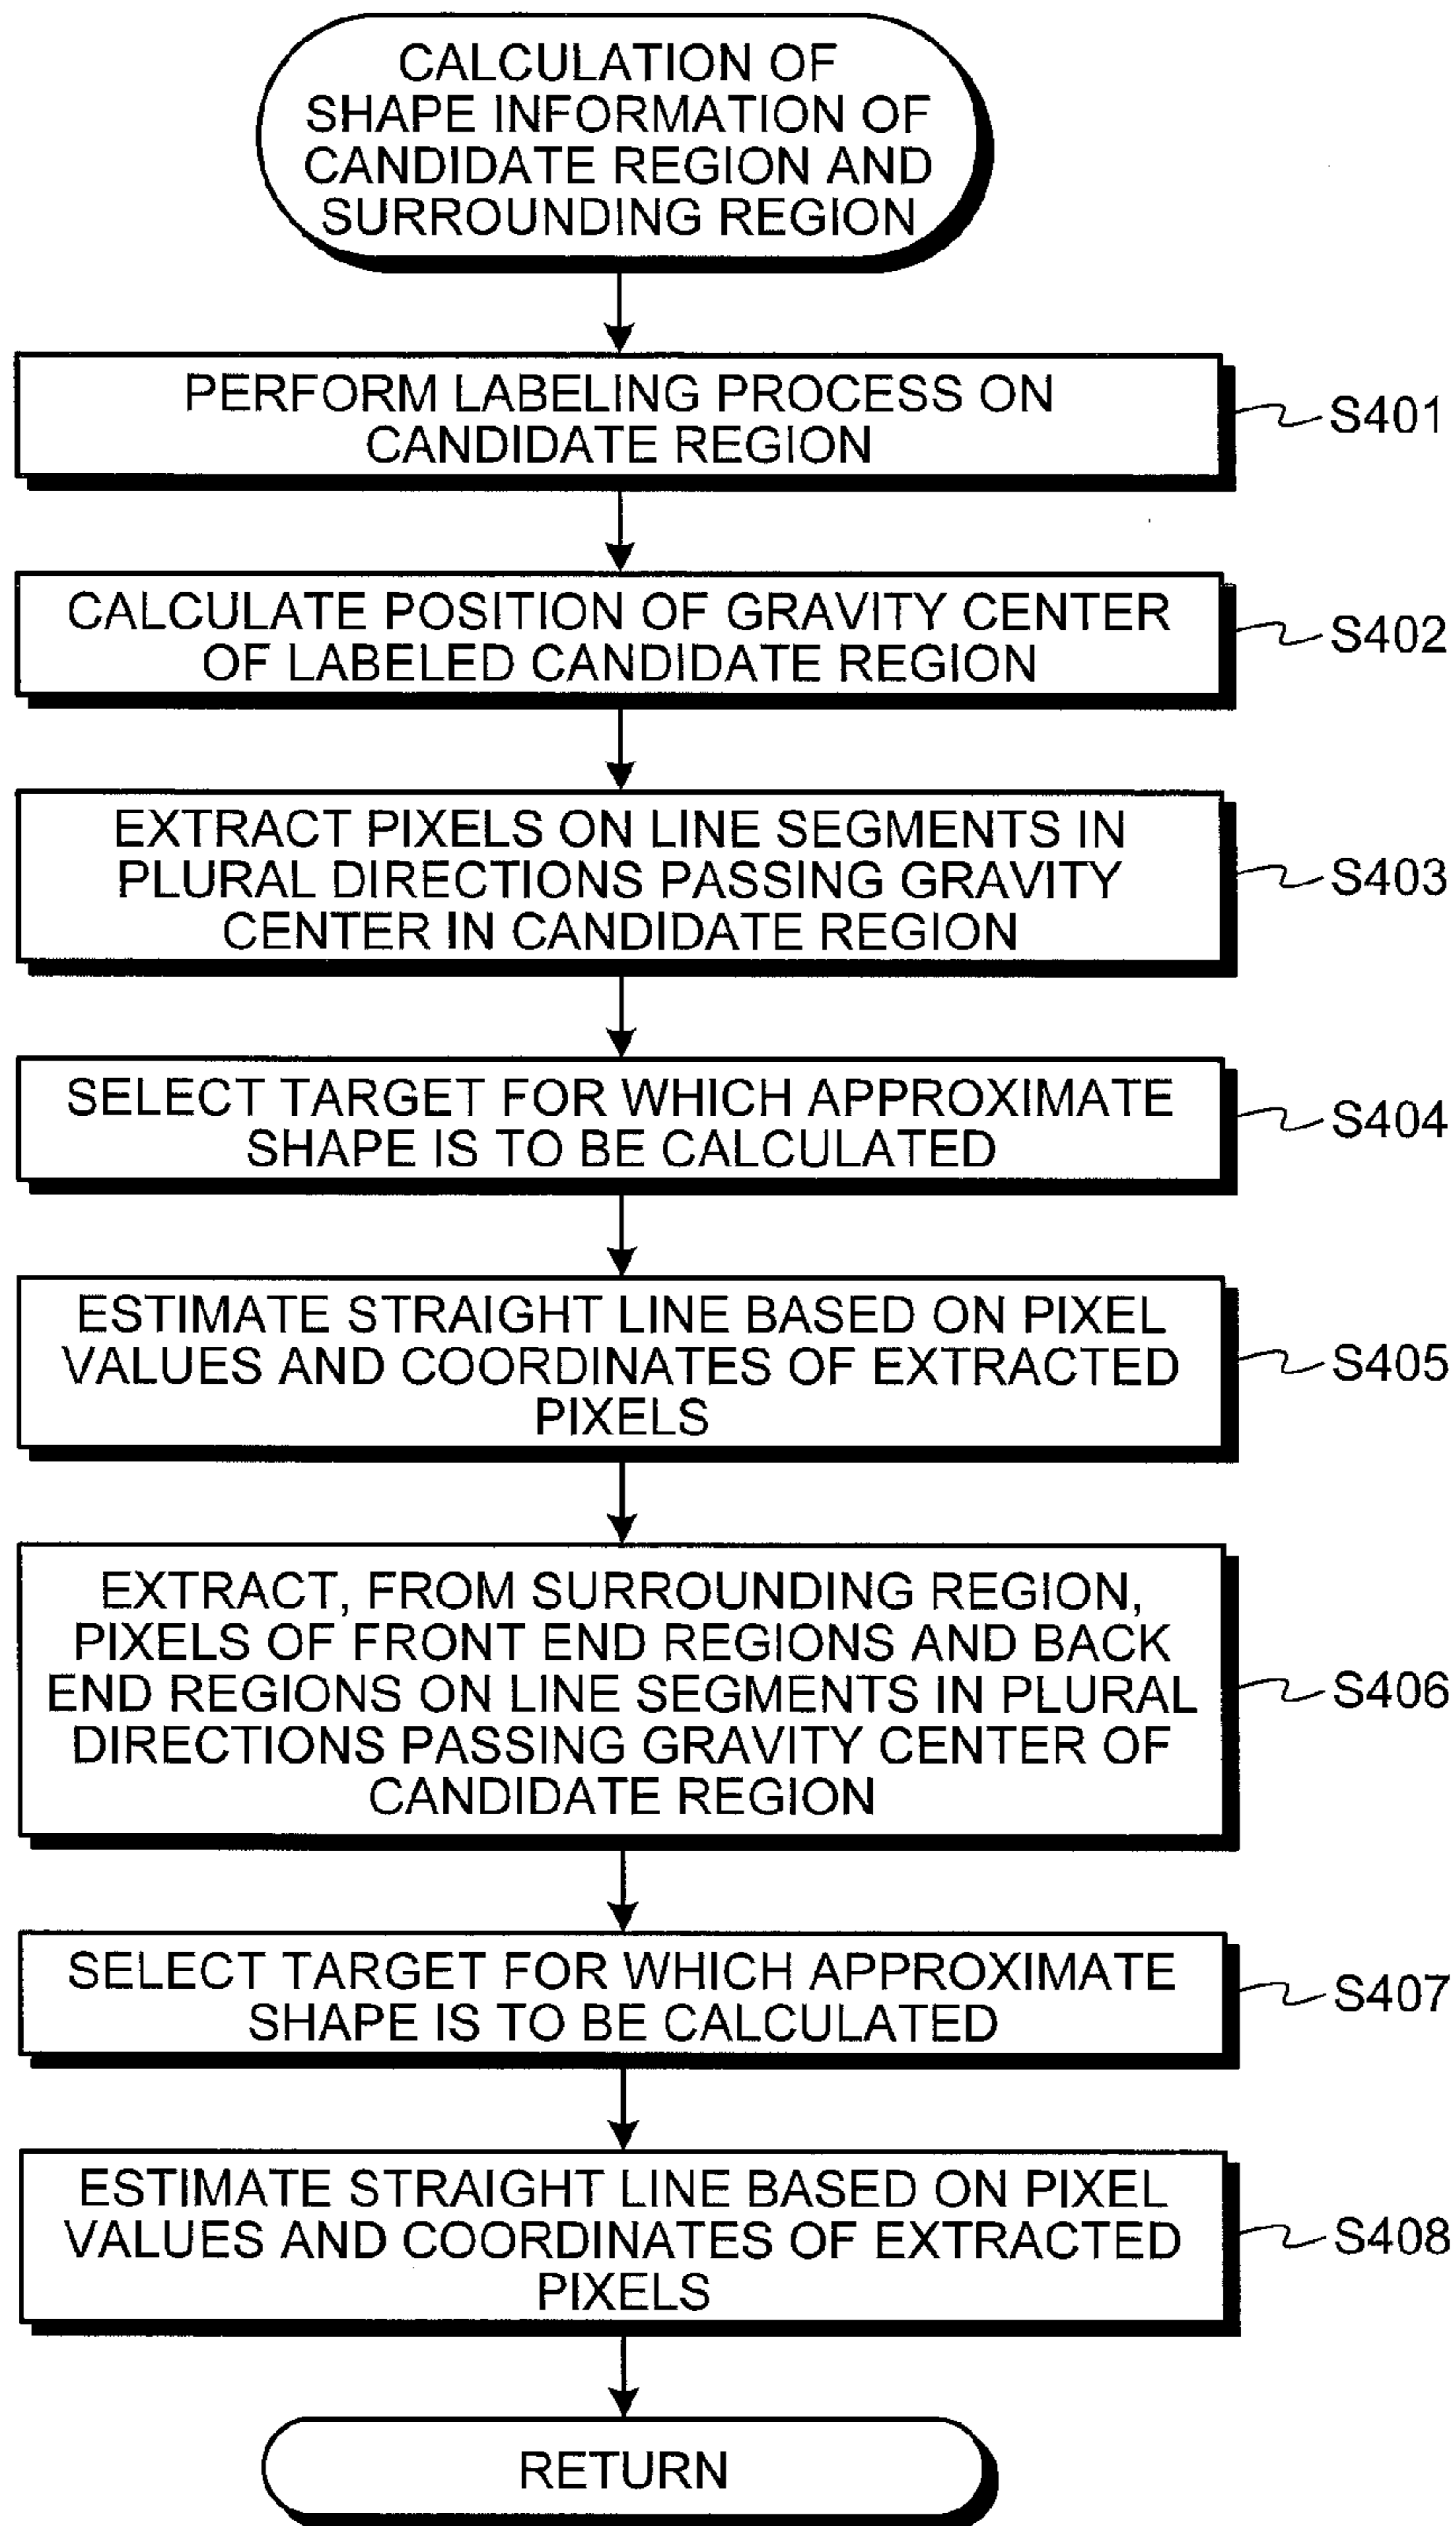 CALCULATION OF
SHAPE INFORMATION OF
CANDIDATE REGION AND
SURROUNDING REGION
PERFORM LABELING PROCESS ON
CANDIDATE REGION
S401
CALCULATE POSITION OF GRAVITY CENTER
OF LABELED CANDIDATE REGION
S402
EXTRACT PIXELS ON LINE SEGMENTS IN
PLURAL DIRECTIONS PASSING GRAVITY
CENTER IN CANDIDATE REGION
S403
SELECT TARGET FOR WHICH APPROXIMATE
SHAPE IS TO BE CALCULATED
S404
ESTIMATE STRAIGHT LINE BASED ON PIXEL
VALUES AND COORDINATES OF EXTRACTED
PIXELS
S405
EXTRACT, FROM SURROUNDING REGION,
PIXELS OF FRONT END REGIONS AND BACK
END REGIONS ON LINE SEGMENTS IN PLURAL
DIRECTIONS PASSING GRAVITY CENTER OF
CANDIDATE REGION
S406
SELECT TARGET FOR WHICH APPROXIMATE
SHAPE IS TO BE CALCULATED
S407
ESTIMATE STRAIGHT LINE BASED ON PIXEL
VALUES AND COORDINATES OF EXTRACTED
PIXELS
S408
RETURN